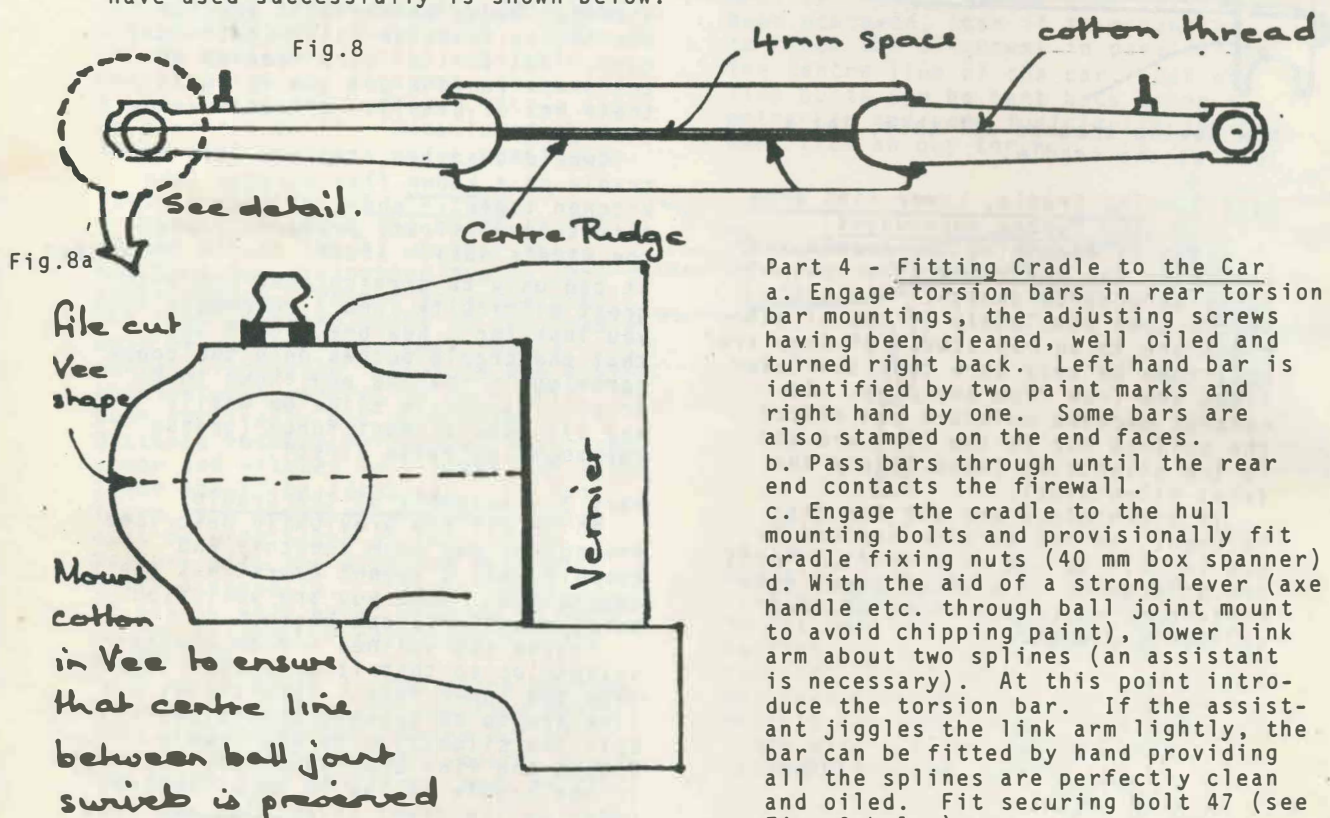 have used successfully is shown below.
Fig.8
4mm space
cotton thread
See detail.
Centre Ridge
Fig.8a
file cut
Vee
shape
Vernier
Mount
cotton
in Vee to ensure
that centre line
between ball joint
swivels is preserved
Part 4 - Fitting Cradle to the Car
a. Engage torsion bars in rear torsion
bar mountings, the adjusting screws
having been cleaned, well oiled and
turned right back. Left hand bar is
identified by two paint marks and
right hand by one. Some bars are
also stamped on the end faces.
b Pass bars through until the rear
end contacts the firewall.
c. Engage the cradle to the hull
mounting bolts and provisionally fit
cradle fixing nuts (40 mm box spanner)
d. With the aid of a strong lever (axe
handle etc. through ball joint mount
to avoid chipping paint), lower link
arm about two splines (an assistant
is necessary). At this point intro-
duce the torsion bar. If the assist-
ant jiggles the link arm lightly, the
bar can be fitted by hand providing
all the splines are perfectly clean
and oiled. Fit securing bolt 47 (see